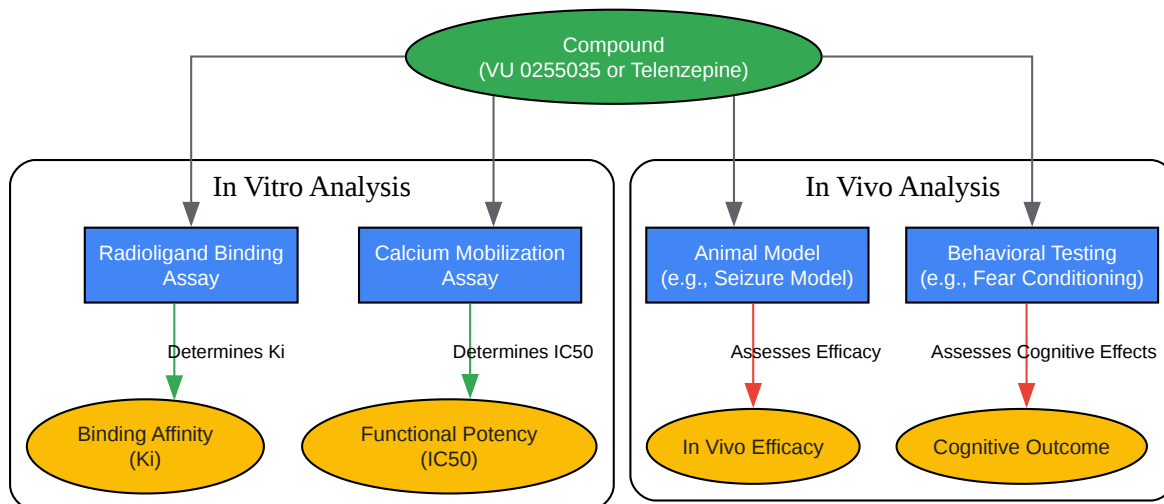 Compound
(VU 0255035 or Telenzepine)
In Vitro Analysis
In Vivo Analysis
Radioligand Binding
Assay
Calcium Mobilization
Assay
Animal Model
(e.g., Seizure Model)
Behavioral Testing
(e.g., Fear Conditioning)
Determines Ki
Determines IC50
Assesses Efficacy
Assesses Cognitive Effects
Binding Affinity
(Ki)
Functional Potency
(IC50)
In Vivo Efficacy
Cognitive Outcome